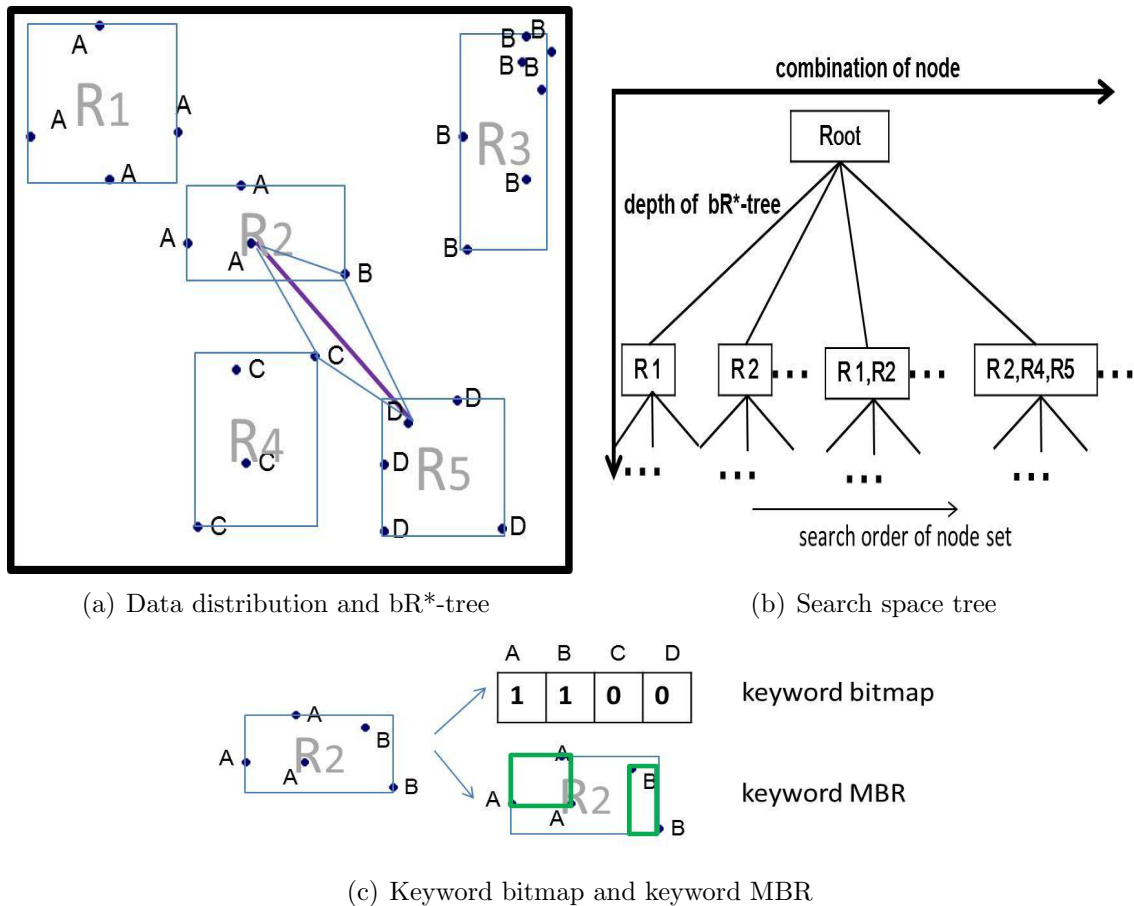 A
R1
A
A
A
B
B
B
B
B
R3
B
B
A
R2
A
A
B
C
C
R4
C
C
D
D
D
R5
D
D
combination of node
Root
depth of bR*-tree
R1
R2
...
R1,R2
...
R2,R4,R5
...
...
...
...
...
search order of node set
(a) Data distribution and bR*-tree
(b) Search space tree
A B C D
1 1 0 0
keyword bitmap
A
B
A
R2
A
B
A
B
A
R2
A
B
keyword MBR
(c) Keyword bitmap and keyword MBR